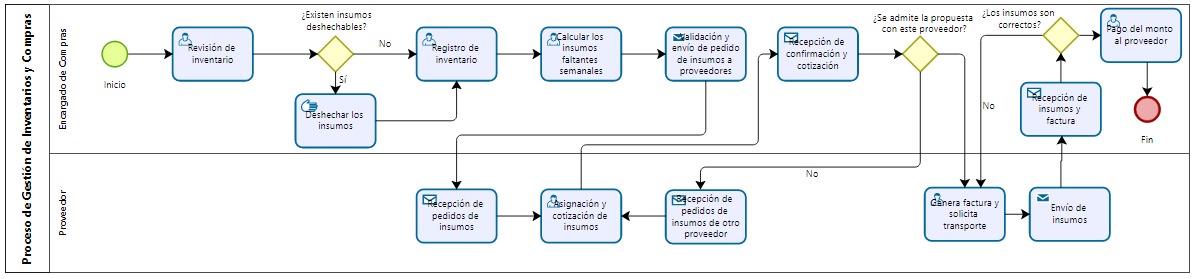 Proceso de Gestión de Inventarios y Compras
Encargado de Compras
Inicio
Revisión de
inventario
¿Existen insumos
deshechables?
No
Sí
Deshechar los
insumos
Registro de
inventario
Calcular los
insumos
faltantes
semanales
Validación y
envío de pedido
de insumos a
proveedores
Recepción de
confirmación y
cotización
¿Se admite la propuesta
con este proveedor?
¿Los insumos son
correctos?
No
Pago del monto
al proveedor
Recepción de
insumos y
factura
Fin
Proveedor
Recepción de
pedidos de
insumos
Asignación y
cotización de
insumos
Recepción de
pedidos de
insumos de otro
proveedor
No
Genera factura y
solicita
transporte
Envío de
insumos